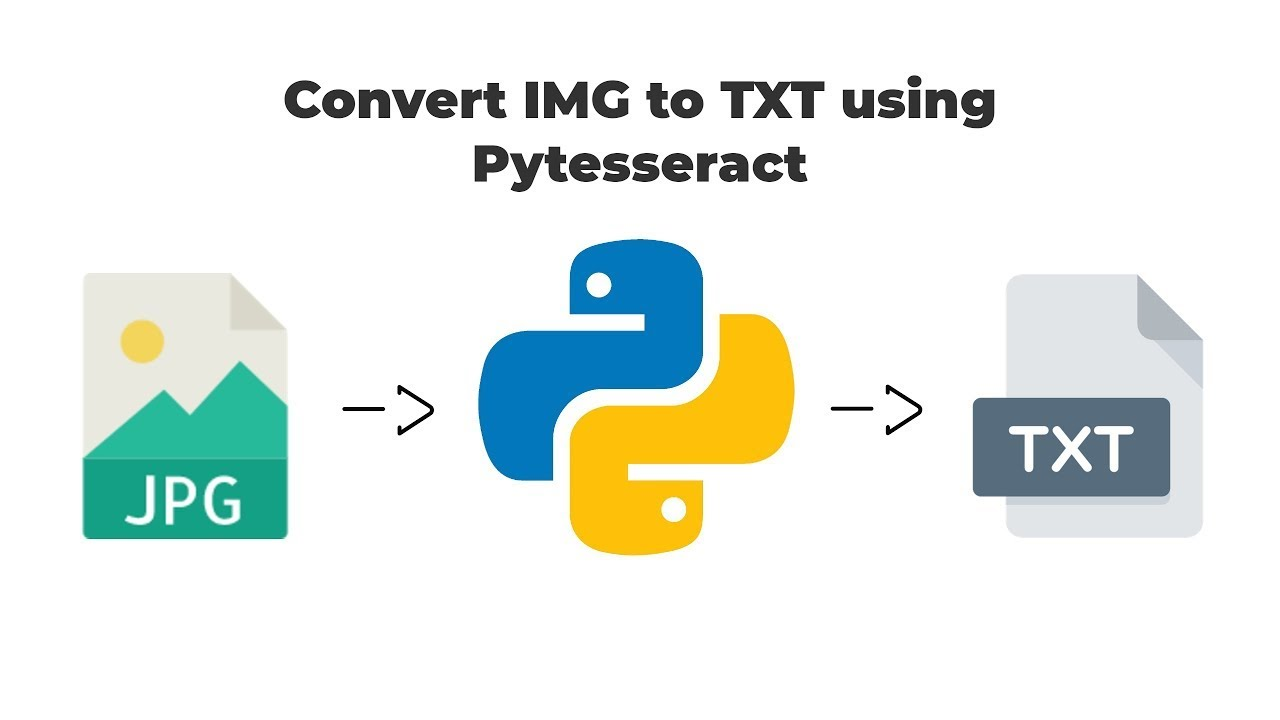 Convert IMG to TXT using
Pytesseract
JPG
TXT